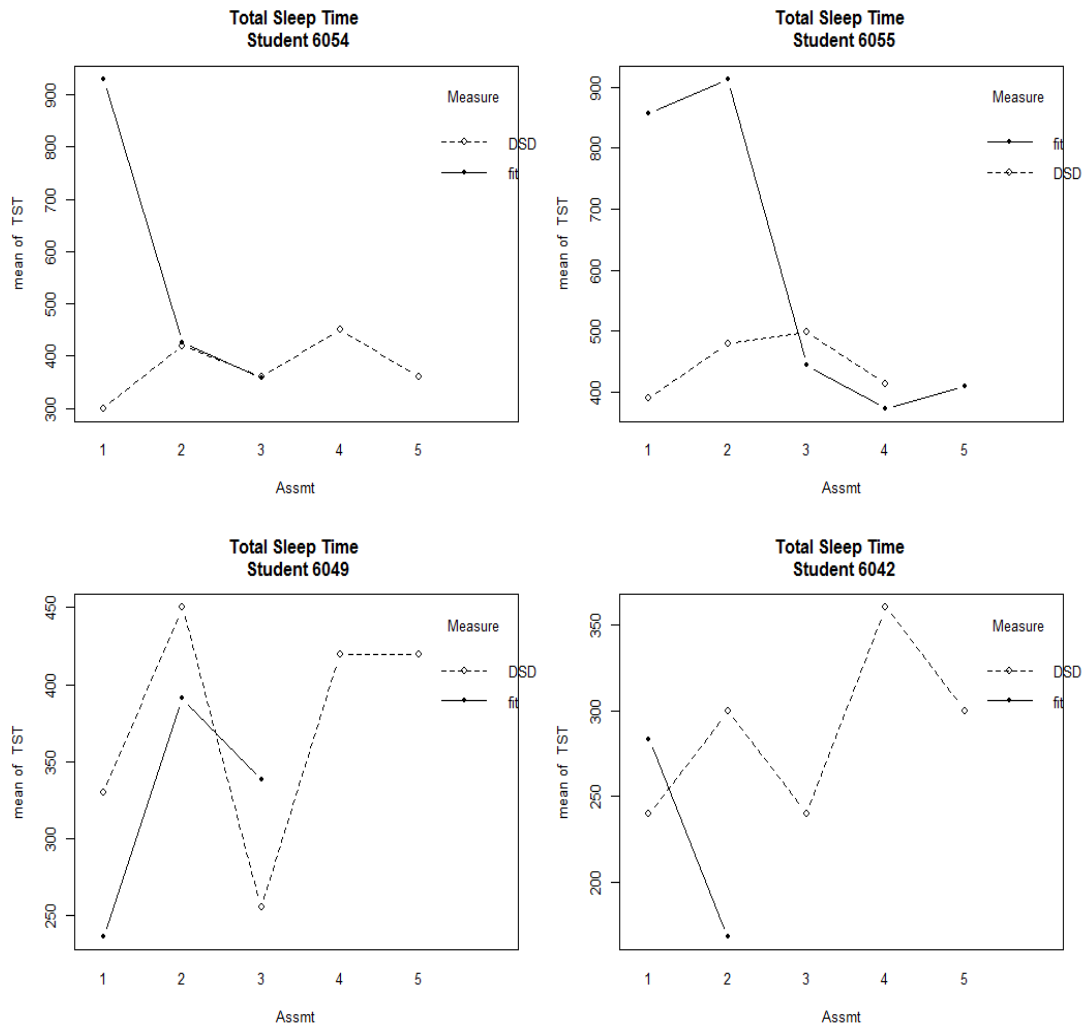 Total Sleep Time
Student 6054
mean of TST
900
800
700
600
500
400
300
Measure
DSD
fit
1 2 3 4 5
Assmt
Total Sleep Time
Student 6055
mean of TST
900
800
700
600
500
400
Measure
fit
DSD
1 2 3 4 5
Assmt
Total Sleep Time
Student 6049
mean of TST
450
400
350
300
250
Measure
DSD
fit
1 2 3 4 5
Assmt
Total Sleep Time
Student 6042
mean of TST
350
300
250
200
Measure
DSD
fit
1 2 3 4 5
Assmt